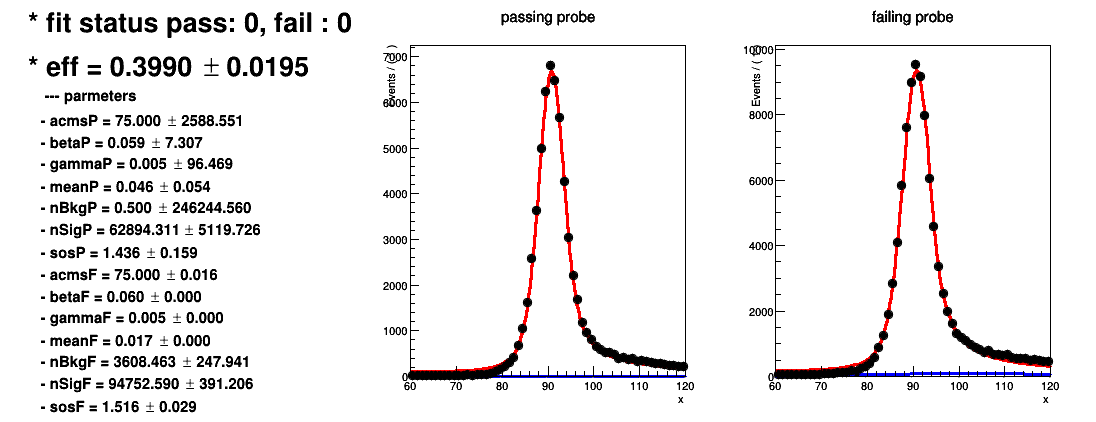 * fit status pass: 0, fail : 0
* eff = 0.3990 ± 0.0195
--- parmeters
- acmsP = 75.000 ± 2588.551
- betaP = 0.059 ± 7.307
- gammaP = 0.005 ± 96.469
- meanP = 0.046 ± 0.054
- nBkgP = 0.500 ± 246244.560
- nSigP = 62894.311 ± 5119.726
- sosP = 1.436 ± 0.159
- acmsF = 75.000 ± 0.016
- betaF = 0.060 ± 0.000
- gammaF = 0.005 ± 0.000
- meanF = 0.017 ± 0.000
- nBkgF = 3608.463 ± 247.941
- nSigF = 94752.590 ± 391.206
- sosF = 1.516 ± 0.029
passing probe
Events / ( )
7000
6000
5000
4000
3000
2000
1000
0
60 70 80 90 100 110 120
x
failing probe
Events / ( )
10000
8000
6000
4000
2000
0
60 70 80 90 100 110 120
x